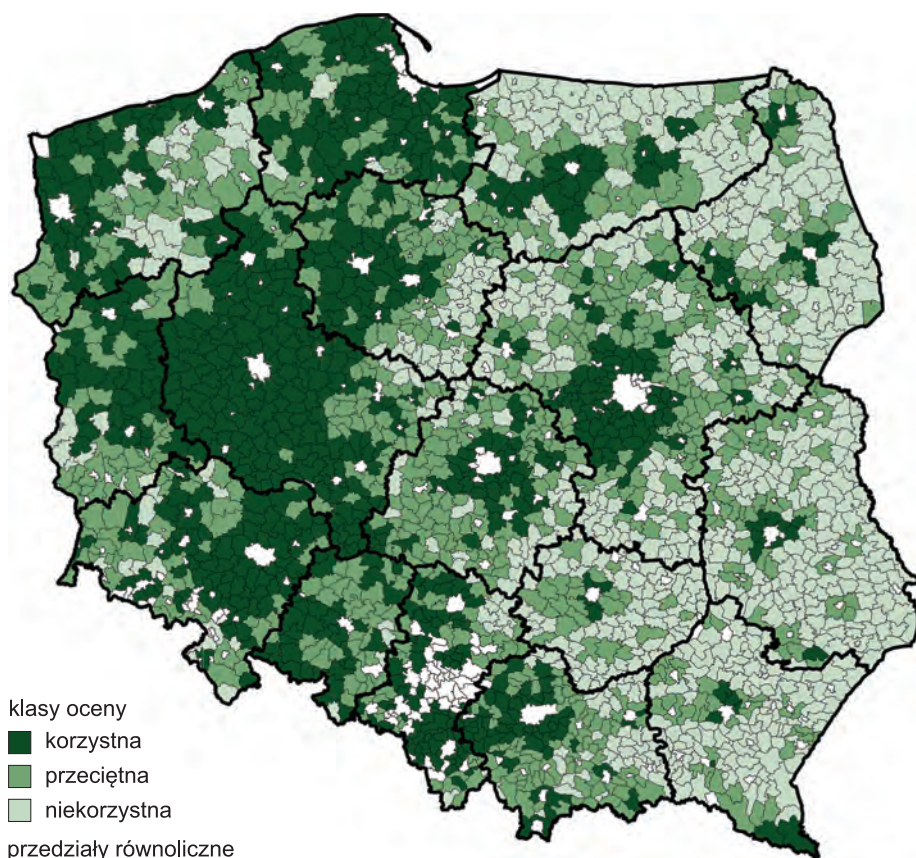 klasy oceny
korzystna
przeciętna
niekorzystna
przedziały równoliczne